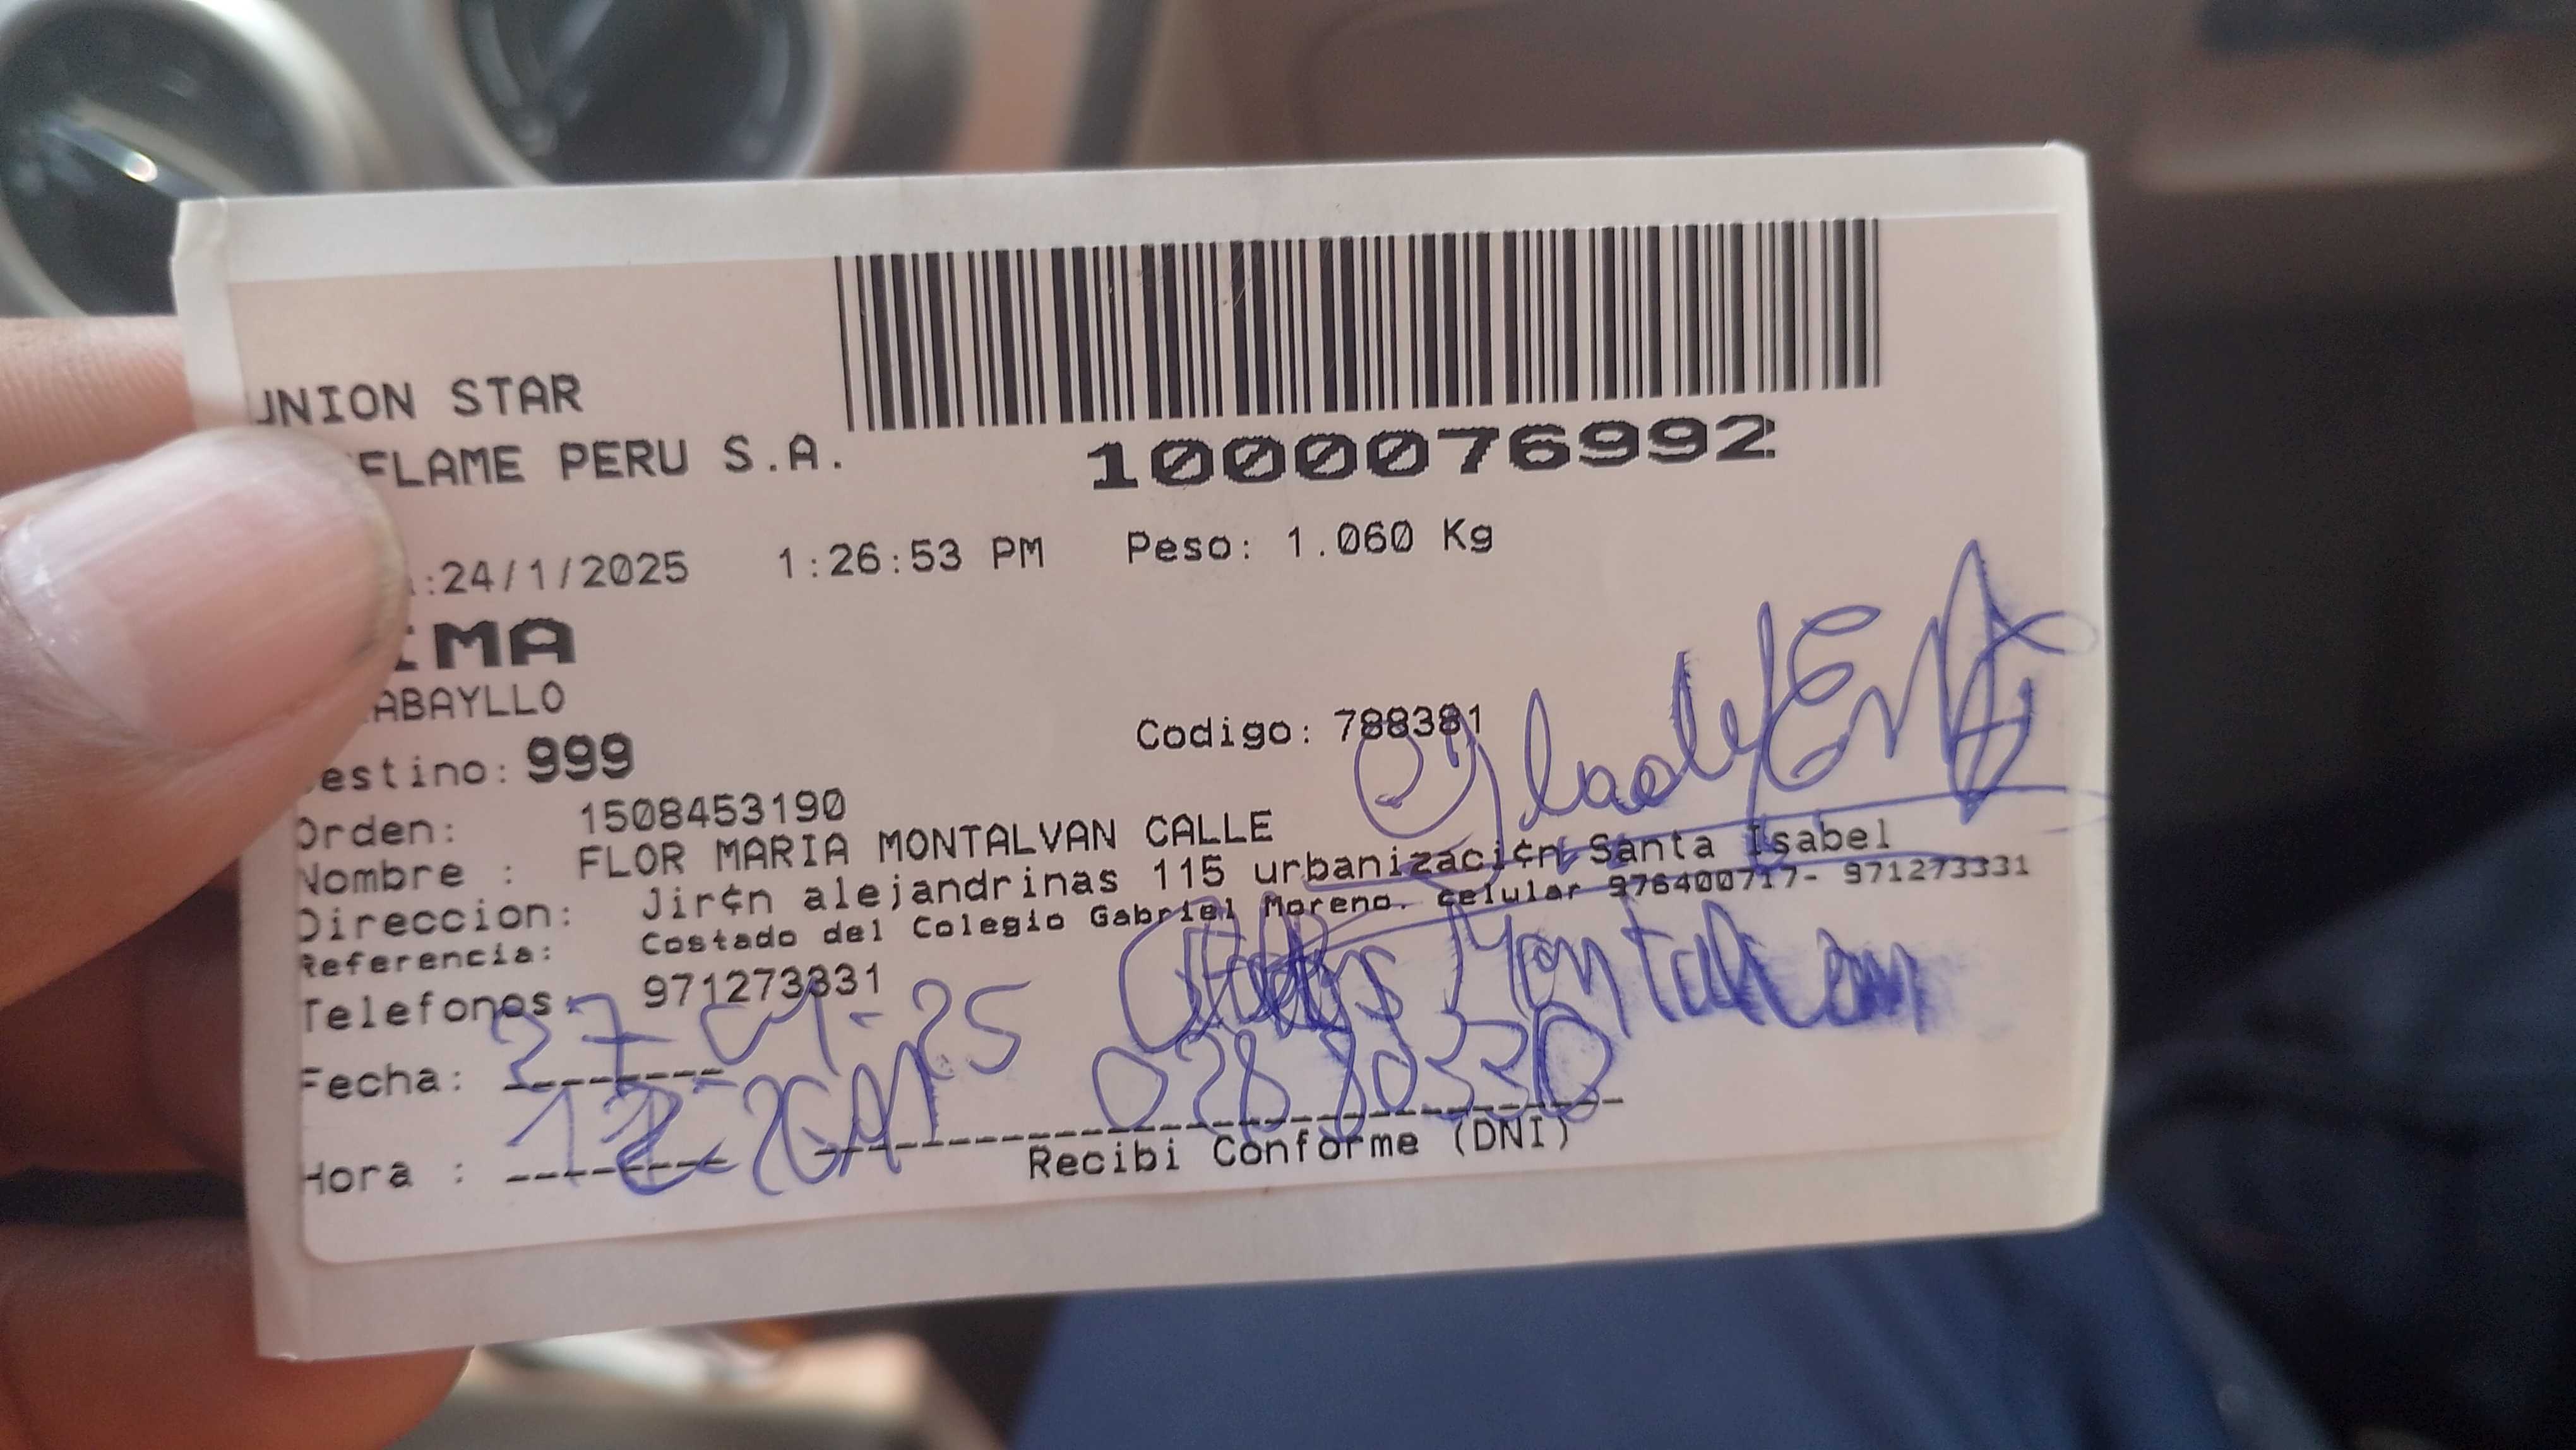 UNION STAR
FLAME PERU S.A.
1000076992
:24/1/2025 1:26:53 PM Peso: 1.060 Kg
IMA
ABAYLLO
Codigo: 788381
estino: 999
Orden: 1508453190
Nombre : FLOR MARIA MONTALVAN CALLE
Direccion: Jir¢n alejandrinas 115 urbanizaci¢n Santa Isabel
Referencia: Costado del Colegio Gabriel Moreno. celular 976400717- 971273331
Telefonos: 971273331
Montalvan
Fecha: 27-01-25
Hora :
Recibi Conforme (DNI)